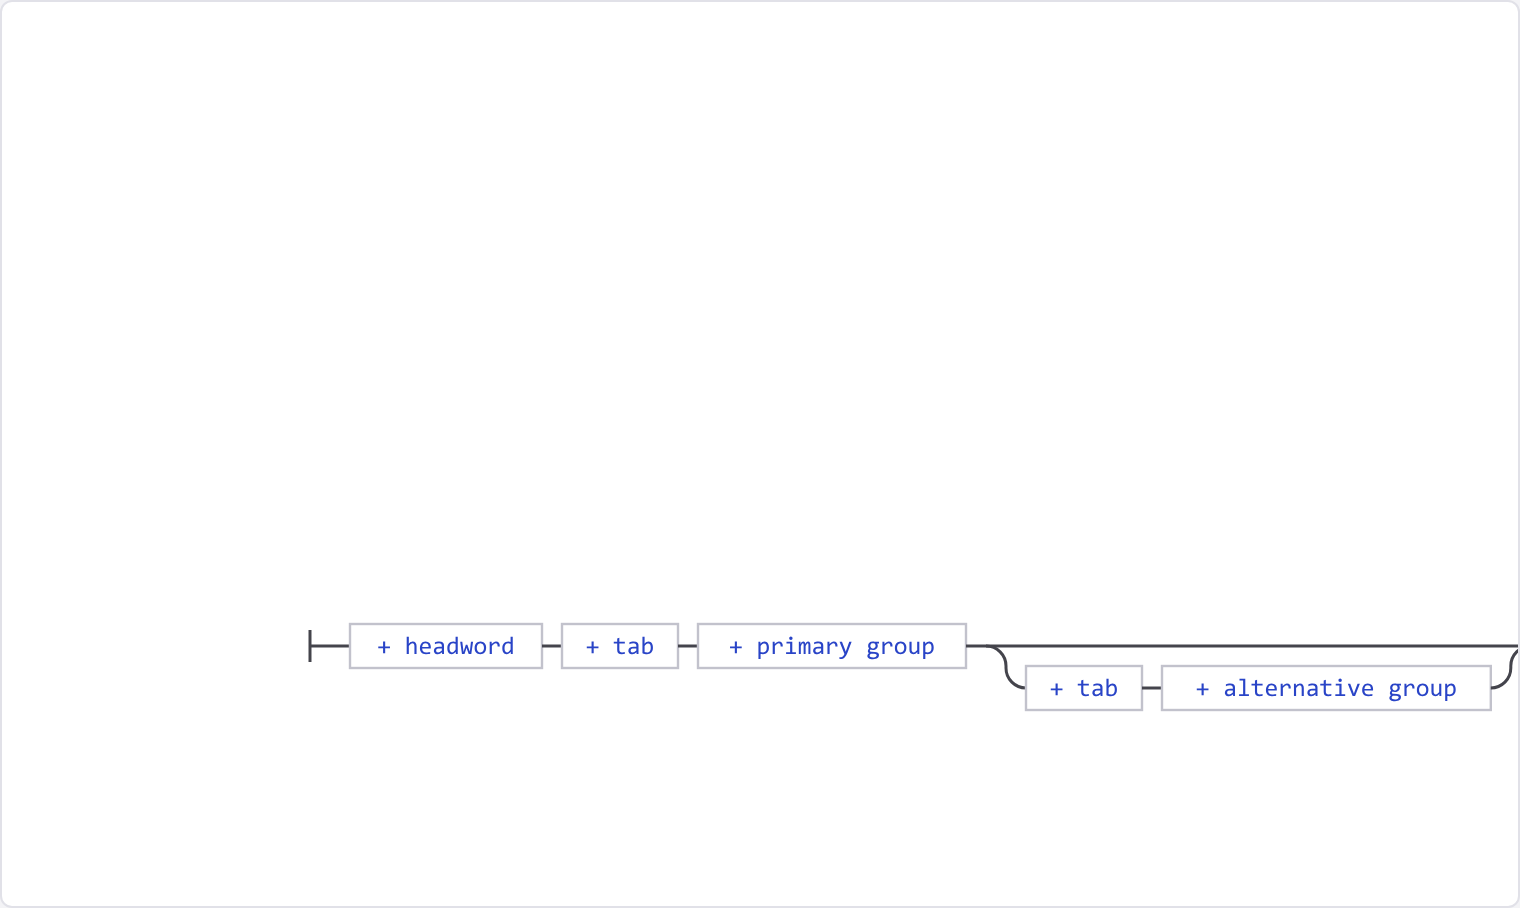 + headword + tab + primary group
+ tab + alternative group